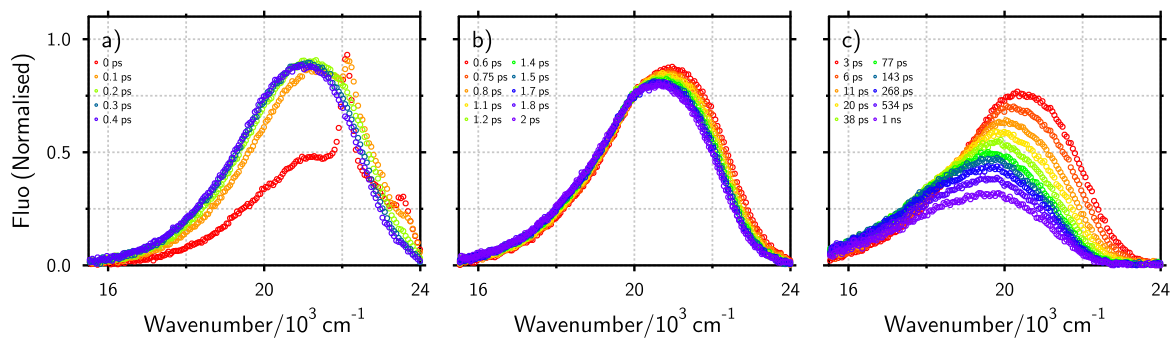 Fluo (Normalised)
1.0
0.5
0.0
a)
0 ps
0.1 ps
0.2 ps
0.3 ps
0.4 ps
16
20
24
Wavenumber/10³ cm⁻¹
b)
0.6 ps
0.75 ps
0.8 ps
1.1 ps
1.2 ps
1.4 ps
1.5 ps
1.7 ps
1.8 ps
2 ps
16
20
24
Wavenumber/10³ cm⁻¹
c)
3 ps
6 ps
11 ps
20 ps
38 ps
77 ps
143 ps
268 ps
534 ps
1 ns
16
20
24
Wavenumber/10³ cm⁻¹